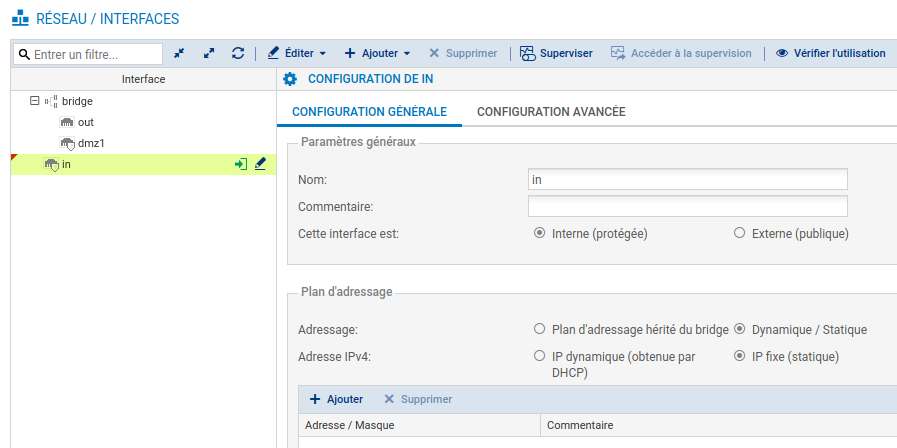 RÉSEAU / INTERFACES
Entrer un filtre... Éditer Ajouter Supprimer Superviser Accéder à la supervision Vérifier l'utilisation
Interface
CONFIGURATION DE IN
bridge
out
dmz1
in
CONFIGURATION GÉNÉRALE CONFIGURATION AVANCÉE
Paramètres généraux
Nom: in
Commentaire:
Cette interface est: Interne (protégée) Externe (publique)
Plan d'adressage
Adressage: Plan d'adressage hérité du bridge Dynamique / Statique
Adresse IPv4: IP dynamique (obtenue par DHCP) IP fixe (statique)
Ajouter Supprimer
Adresse / Masque Commentaire